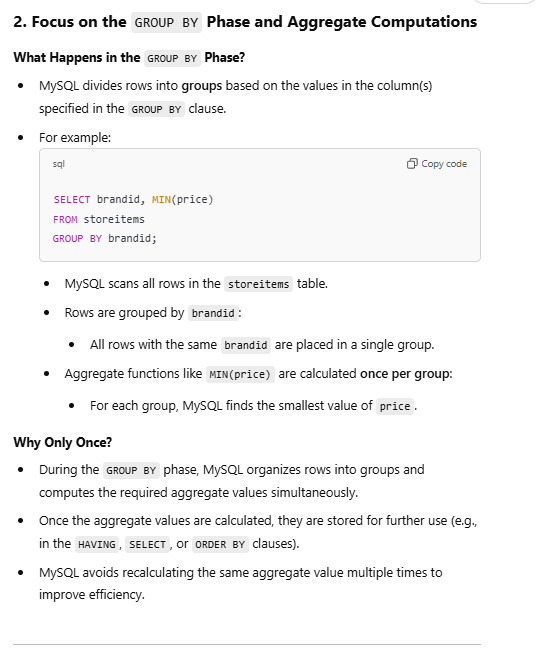 2. Focus on the GROUP BY Phase and Aggregate Computations
What Happens in the GROUP BY Phase?
MySQL divides rows into groups based on the values in the column(s)
specified in the GROUP BY clause.
For example:
sql
Copy code
SELECT brandid, MIN(price)
FROM storeitems
GROUP BY brandid;
MySQL scans all rows in the storeitems table.
Rows are grouped by brandid:
All rows with the same brandid are placed in a single group.
Aggregate functions like MIN(price) are calculated once per group:
For each group, MySQL finds the smallest value of price.
Why Only Once?
During the GROUP BY phase, MySQL organizes rows into groups and
computes the required aggregate values simultaneously.
Once the aggregate values are calculated, they are stored for further use (e.g.,
in the HAVING, SELECT, or ORDER BY clauses).
MySQL avoids recalculating the same aggregate value multiple times to
improve efficiency.